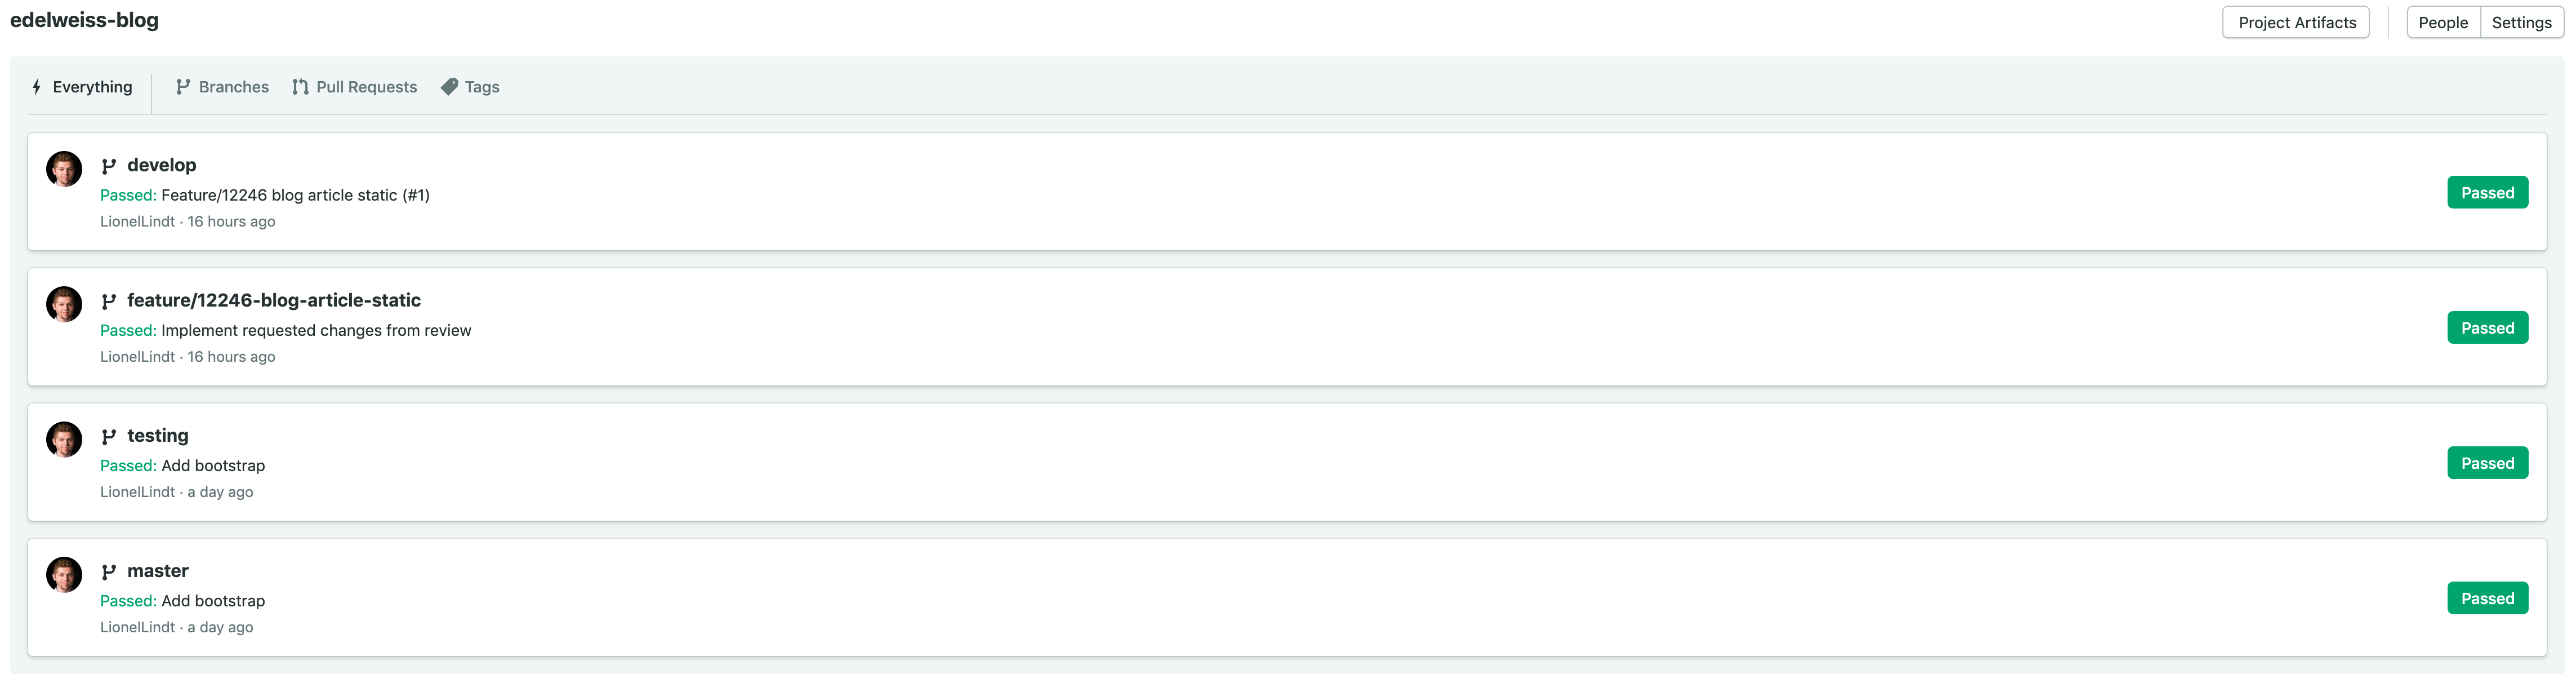 edelweiss-blog
Project Artifacts
People
Settings
Everything
Branches
Pull Requests
Tags
develop
Passed: Feature/12246 blog article static (#1)
LionelLindt · 16 hours ago
Passed
feature/12246-blog-article-static
Passed: Implement requested changes from review
LionelLindt · 16 hours ago
Passed
testing
Passed: Add bootstrap
LionelLindt · a day ago
Passed
master
Passed: Add bootstrap
LionelLindt · a day ago
Passed